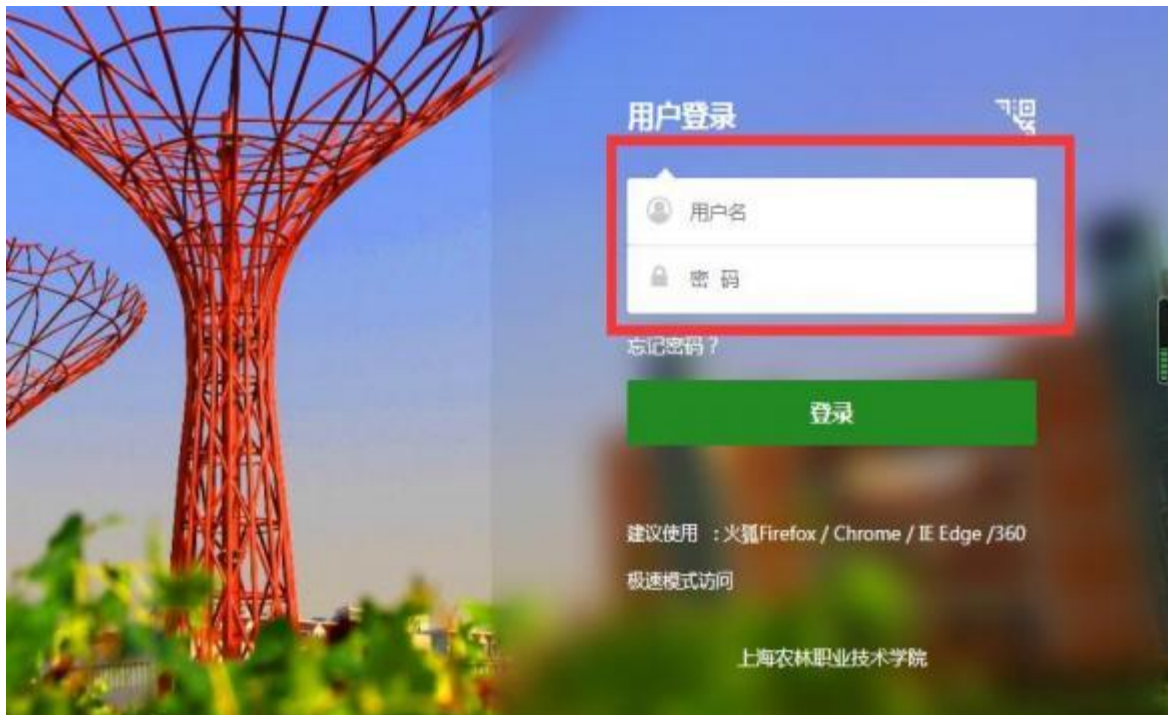 用户登录
用户名
密 码
忘记密码？
登录
建议使用 ：火狐Firefox / Chrome / IE Edge /360
极速模式访问
上海农林职业技术学院